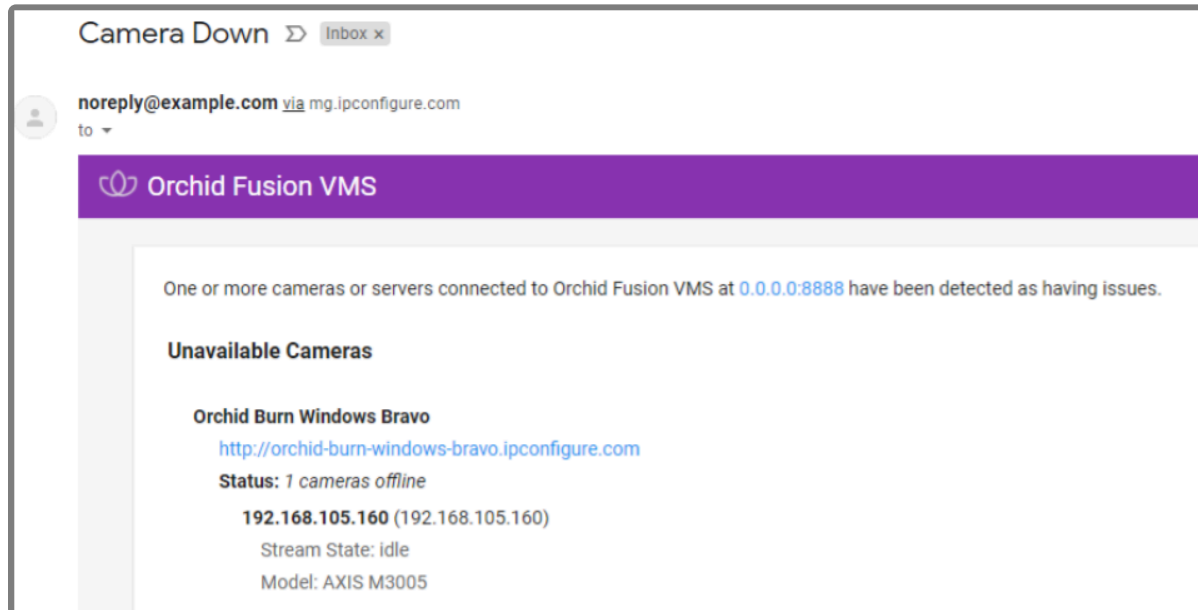 Camera Down Inbox x
noreply@example.com via mg.ipconfigure.com
to
Orchid Fusion VMS
One or more cameras or servers connected to Orchid Fusion VMS at 0.0.0.0:8888 have been detected as having issues.
Unavailable Cameras
Orchid Burn Windows Bravo
http://orchid-burn-windows-bravo.ipconfigure.com
Status: 1 cameras offline
192.168.105.160 (192.168.105.160)
Stream State: idle
Model: AXIS M3005